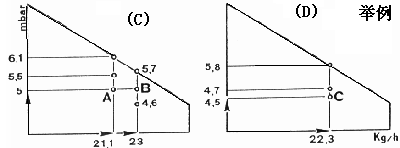 (C)
(D)
举例
mbar
6,1
5,6
5
5,7
4,6
A
B
21,1
23
5,8
4,7
4,5
C
22,3
Kg/h